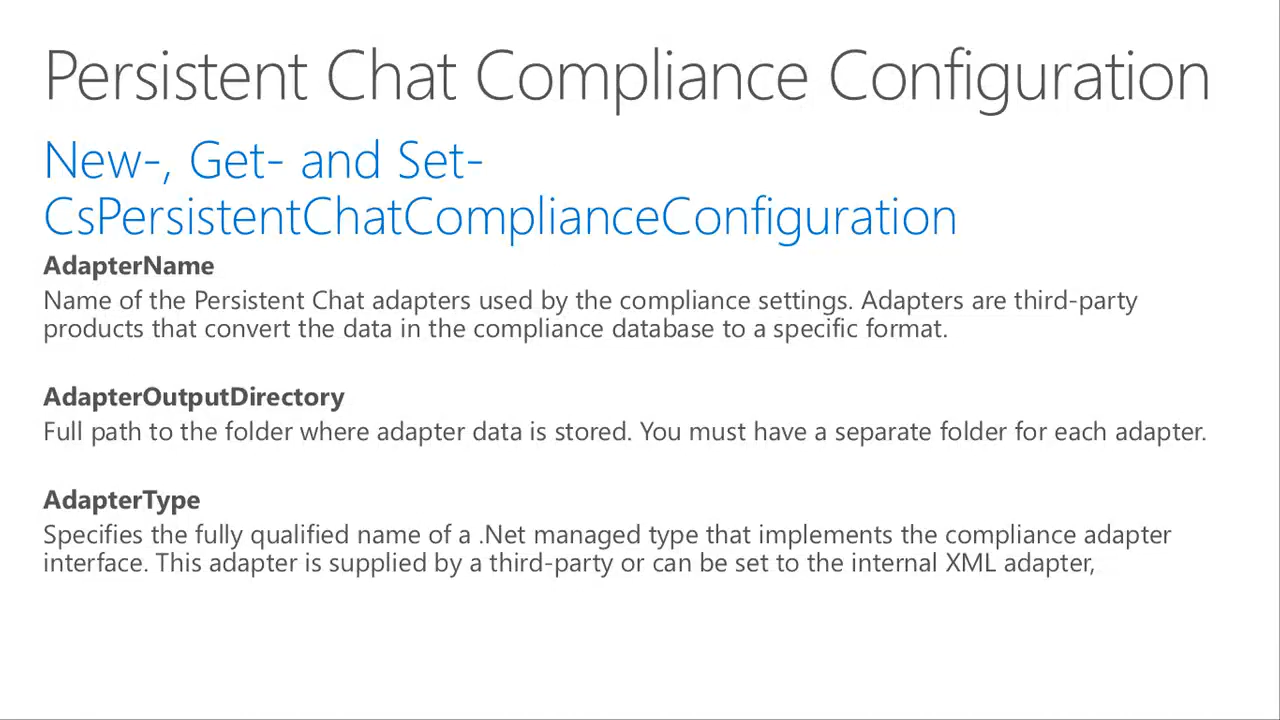 Persistent Chat Compliance Configuration
New-, Get- and Set-
CsPersistentChatComplianceConfiguration
AdapterName
Name of the Persistent Chat adapters used by the compliance settings. Adapters are third-party
products that convert the data in the compliance database to a specific format.
AdapterOutputDirectory
Full path to the folder where adapter data is stored. You must have a separate folder for each adapter.
AdapterType
Specifies the fully qualified name of a .Net managed type that implements the compliance adapter
interface. This adapter is supplied by a third-party or can be set to the internal XML adapter,